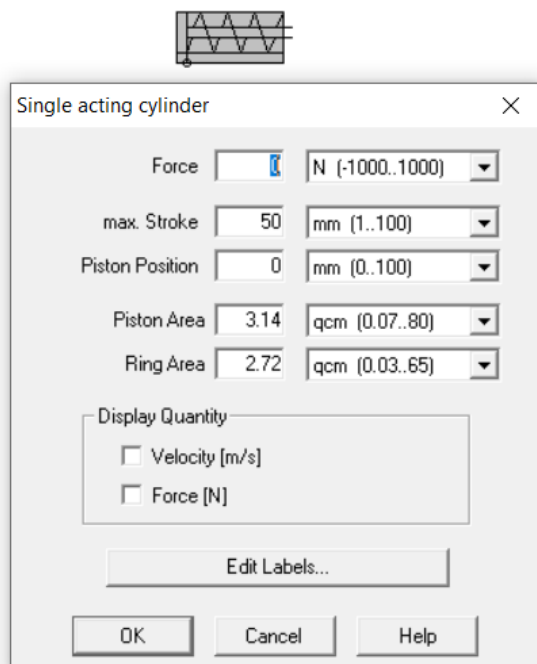 Single acting cylinder
Force 0 N (-1000..1000)
max. Stroke 50 mm (1..100)
Piston Position 0 mm (0..100)
Piston Area 3.14 qcm (0.07..80)
Ring Area 2.72 qcm (0.03..65)
Display Quantity
Velocity [m/s]
Force [N]
Edit Labels...
OK Cancel Help